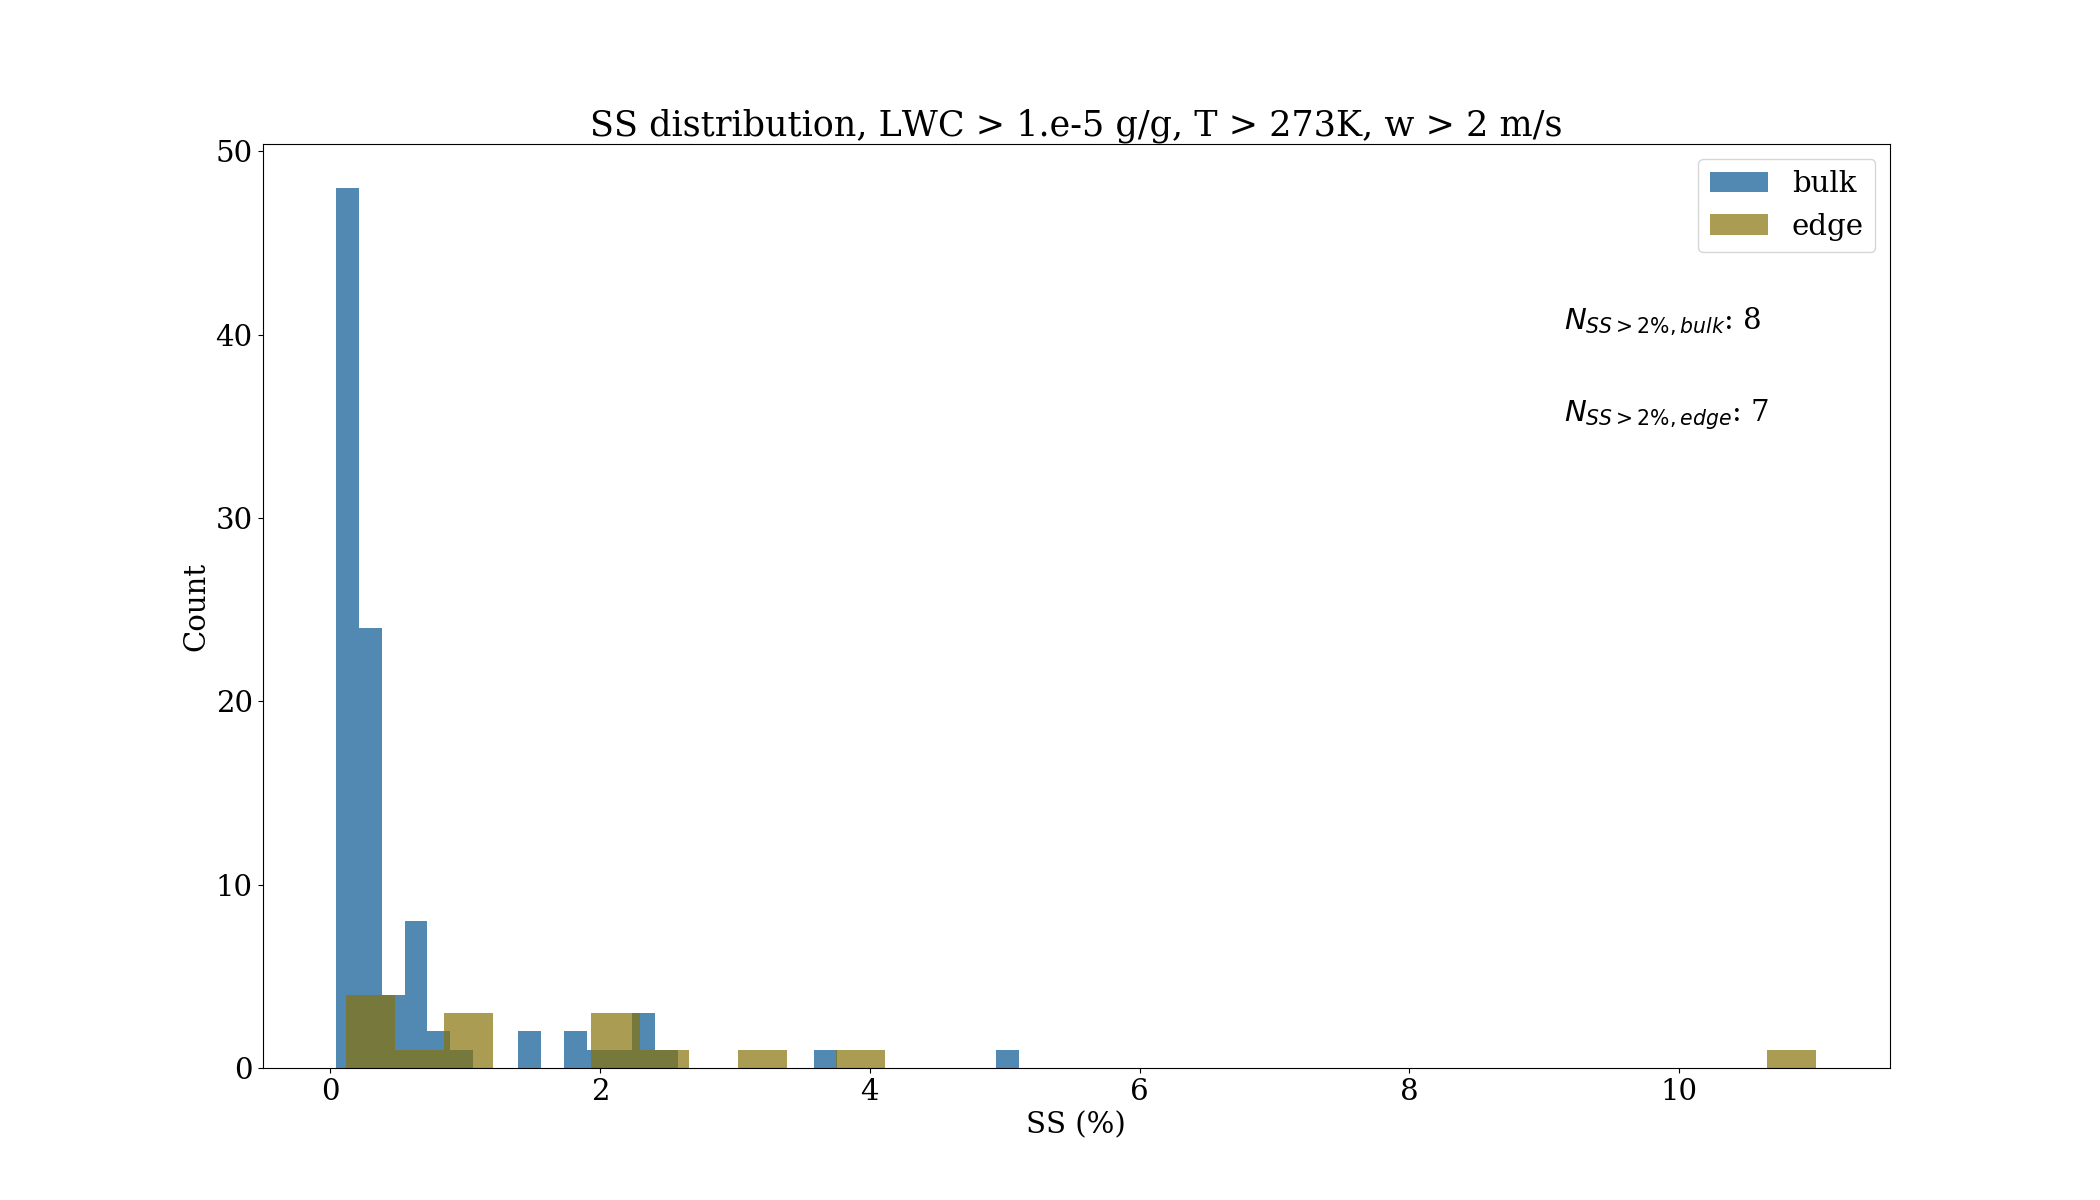 SS distribution, LWC > 1.e-5 g/g, T > 273K, w > 2 m/s
50
40
30
20
10
0
Count
bulk
edge
N_{SS>2%,bulk}: 8
N_{SS>2%,edge}: 7
0 2 4 6 8 10
SS (%)